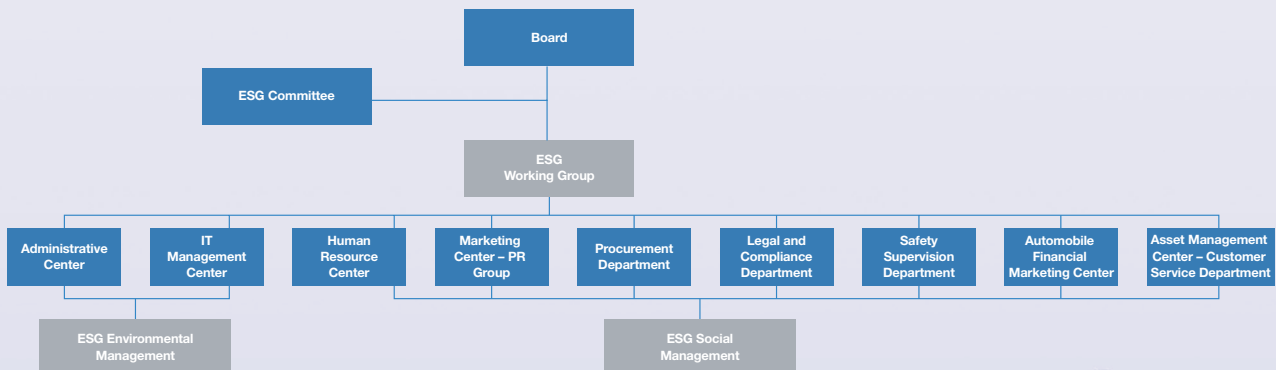 Board
ESG Committee
ESG
Working Group
Administrative
Center
IT
Management
Center
Human
Resource
Center
Marketing
Center – PR
Group
Procurement
Department
Legal and
Compliance
Department
Safety
Supervision
Department
Automobile
Financial
Marketing Center
Asset Management
Center – Customer
Service Department
ESG Environmental
Management
ESG Social
Management